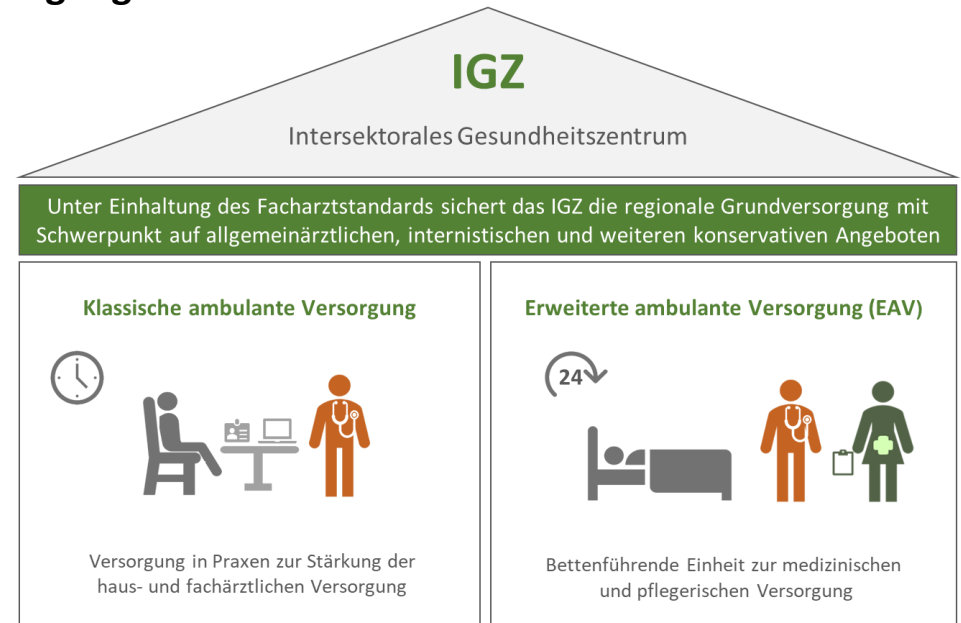 IGZ
Intersektorales Gesundheitszentrum
Unter Einhaltung des Facharztstandards sichert das IGZ die regionale Grundversorgung mit
Schwerpunkt auf allgemeinärztlichen, internistischen und weiteren konservativen Angeboten
Klassische ambulante Versorgung
Versorgung in Praxen zur Stärkung der
haus- und fachärztlichen Versorgung
Erweiterte ambulante Versorgung (EAV)
24
Bettenführende Einheit zur medizinischen
und pflegerischen Versorgung